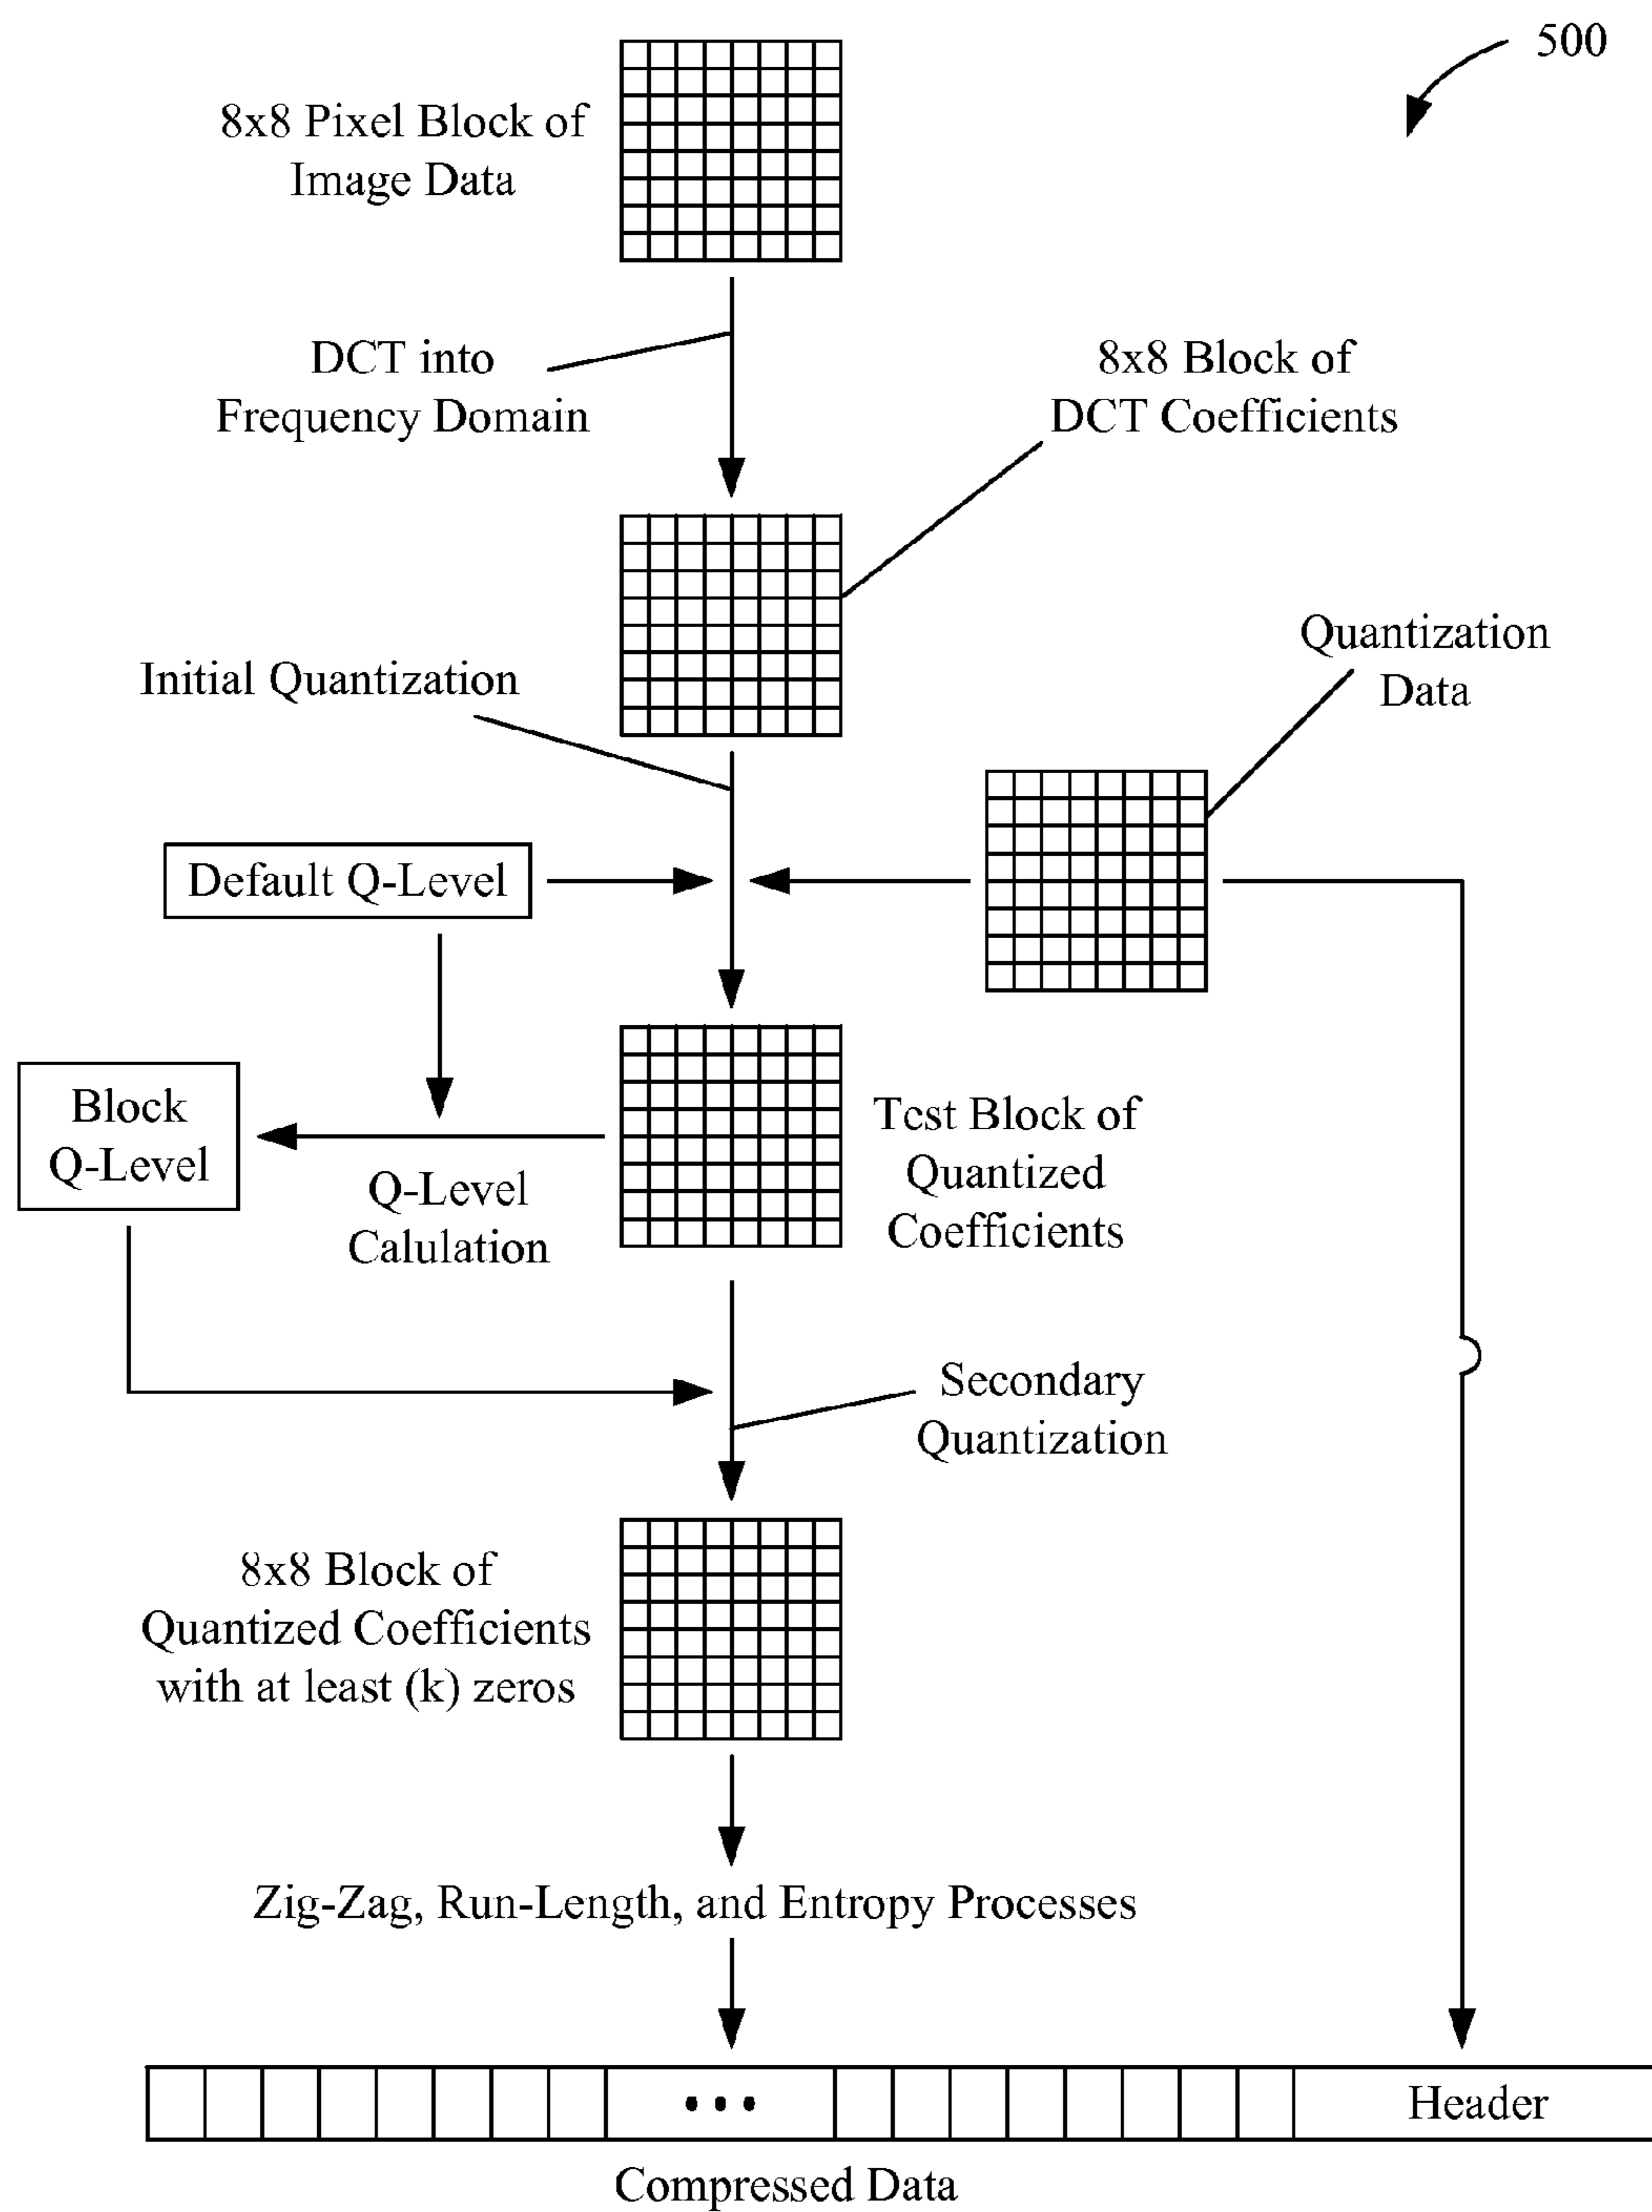 500
8x8 Pixel Block of
Image Data
DCT into
Frequency Domain
8x8 Block of
DCT Coefficients
Quantization
Data
Initial Quantization
Default Q-Level
Block
Q-Level
Q-Level
Calulation
Test Block of
Quantized
Coefficients
Secondary
Quantization
8x8 Block of
Quantized Coefficients
with at least (k) zeros
Zig-Zag, Run-Length, and Entropy Processes
• • •
Header
Compressed Data